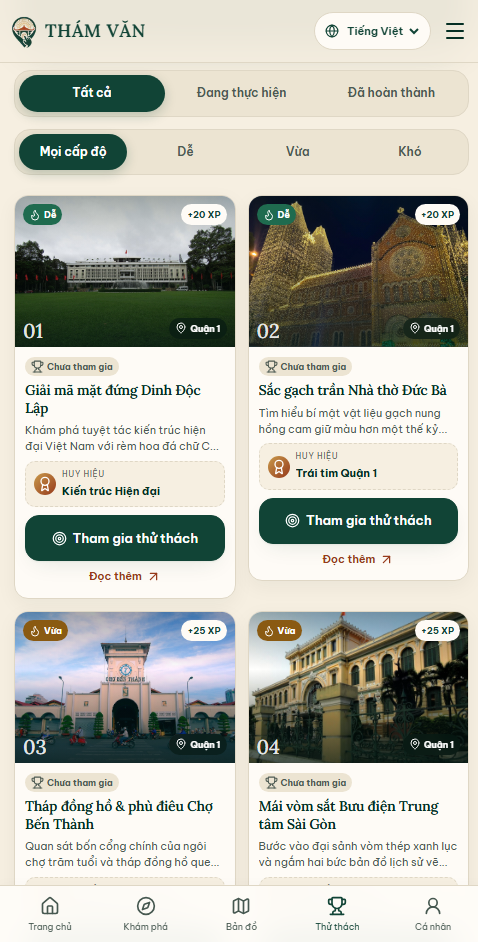 THÁM VĂN
Tiếng Việt
Tất cả
Đang thực hiện
Đã hoàn thành
Mọi cấp độ
Dễ
Vừa
Khó
Dễ
+20 XP
01
Quận 1
Chưa tham gia
Giải mã mặt đứng Dinh Độc
Lập
Khám phá tuyệt tác kiến trúc hiện
đại Việt Nam với rèm hoa đá chữ C...
HUY HIỆU
Kiến trúc Hiện đại
Tham gia thử thách
Đọc thêm
Dễ
+20 XP
02
Quận 1
Chưa tham gia
Sắc gạch trần Nhà thờ Đức Bà
Tìm hiểu bí mật vật liệu gạch nung
hồng cam giữ màu hơn một thế kỷ...
HUY HIỆU
Trái tim Quận 1
Tham gia thử thách
Đọc thêm
Vừa
+25 XP
CHỢ BẾN THÀNH
03
Quận 1
Chưa tham gia
Tháp đồng hồ & phù điêu Chợ
Bến Thành
Quan sát bốn cổng chính của ngôi
chợ trăm tuổi và tháp đồng hồ que...
Vừa
+25 XP
04
Quận 1
Chưa tham gia
Mái vòm sắt Bưu điện Trung
tâm Sài Gòn
Bước vào đại sảnh vòm thép xanh lục
và ngắm hai bức bản đồ lịch sử vẽ...
Trang chủ
Khám phá
Bản đồ
Thử thách
Cá nhân